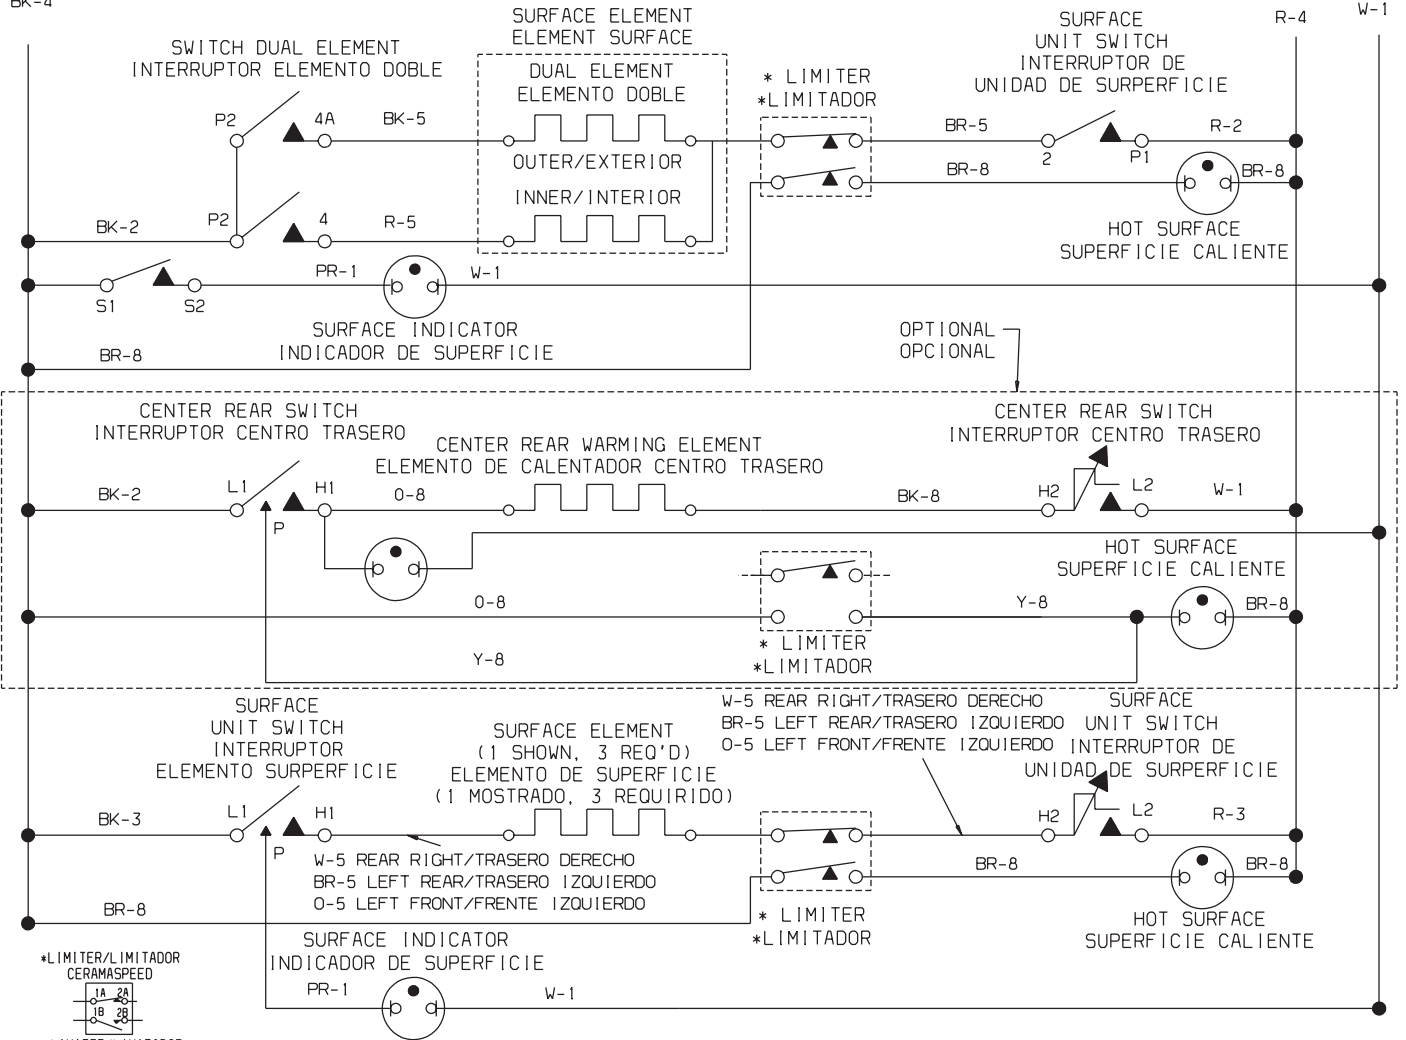 BK-4
R-4
W-1
SURFACE ELEMENT
ELEMENT SURFACE
SWITCH DUAL ELEMENT
INTERRUPTOR ELEMENTO DOBLE
DUAL ELEMENT
ELEMENTO DOBLE
* LIMITER
*LIMITADOR
SURFACE
UNIT SWITCH
INTERRUPTOR DE
UNIDAD DE SURPERFICIE
P2
4A
BK-5
OUTER/EXTERIOR
BR-5
2
P1
R-2
BR-8
BR-8
INNER/INTERIOR
HOT SURFACE
SUPERFICIE CALIENTE
BK-2
P2
4
R-5
S1
S2
PR-1
W-1
SURFACE INDICATOR
INDICADOR DE SUPERFICIE
BR-8
OPTIONAL
OPCIONAL
CENTER REAR SWITCH
INTERRUPTOR CENTRO TRASERO
CENTER REAR WARMING ELEMENT
ELEMENTO DE CALENTADOR CENTRO TRASERO
CENTER REAR SWITCH
INTERRUPTOR CENTRO TRASERO
BK-2
L1
P
H1
O-8
BK-8
H2
L2
W-1
HOT SURFACE
SUPERFICIE CALIENTE
O-8
Y-8
BR-8
* LIMITER
*LIMITADOR
Y-8
SURFACE
UNIT SWITCH
INTERRUPTOR
ELEMENTO SURPERFICIE
SURFACE ELEMENT
(1 SHOWN, 3 REQ'D)
ELEMENTO DE SUPERFICIE
(1 MOSTRADO, 3 REQUIRIDO)
W-5 REAR RIGHT/TRASERO DERECHO
BR-5 LEFT REAR/TRASERO IZQUIERDO
O-5 LEFT FRONT/FRENTE IZQUIERDO
SURFACE
UNIT SWITCH
INTERRUPTOR DE
UNIDAD DE SURPERFICIE
BK-3
L1
P
H1
H2
L2
R-3
W-5 REAR RIGHT/TRASERO DERECHO
BR-5 LEFT REAR/TRASERO IZQUIERDO
O-5 LEFT FRONT/FRENTE IZQUIERDO
BR-8
BR-8
BR-8
* LIMITER
*LIMITADOR
HOT SURFACE
SUPERFICIE CALIENTE
SURFACE INDICATOR
INDICADOR DE SUPERFICIE
PR-1
W-1
*LIMITER/LIMITADOR
CERAMASPEED
1A 2A
1B 2B